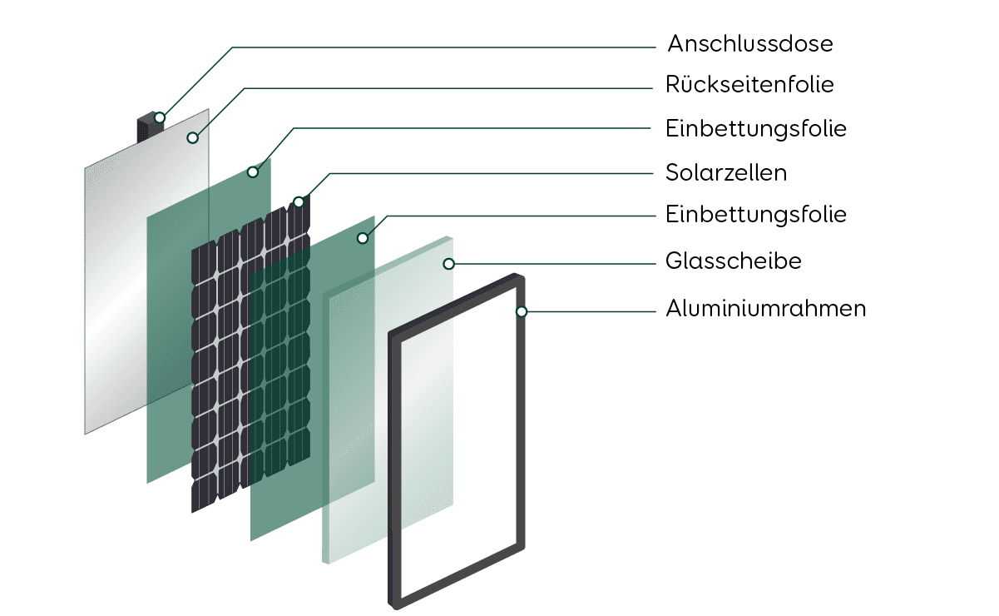 Anschlussdose
Rückseitenfolie
Einbettungsfolie
Solarzellen
Einbettungsfolie
Glasscheibe
Aluminiumrahmen